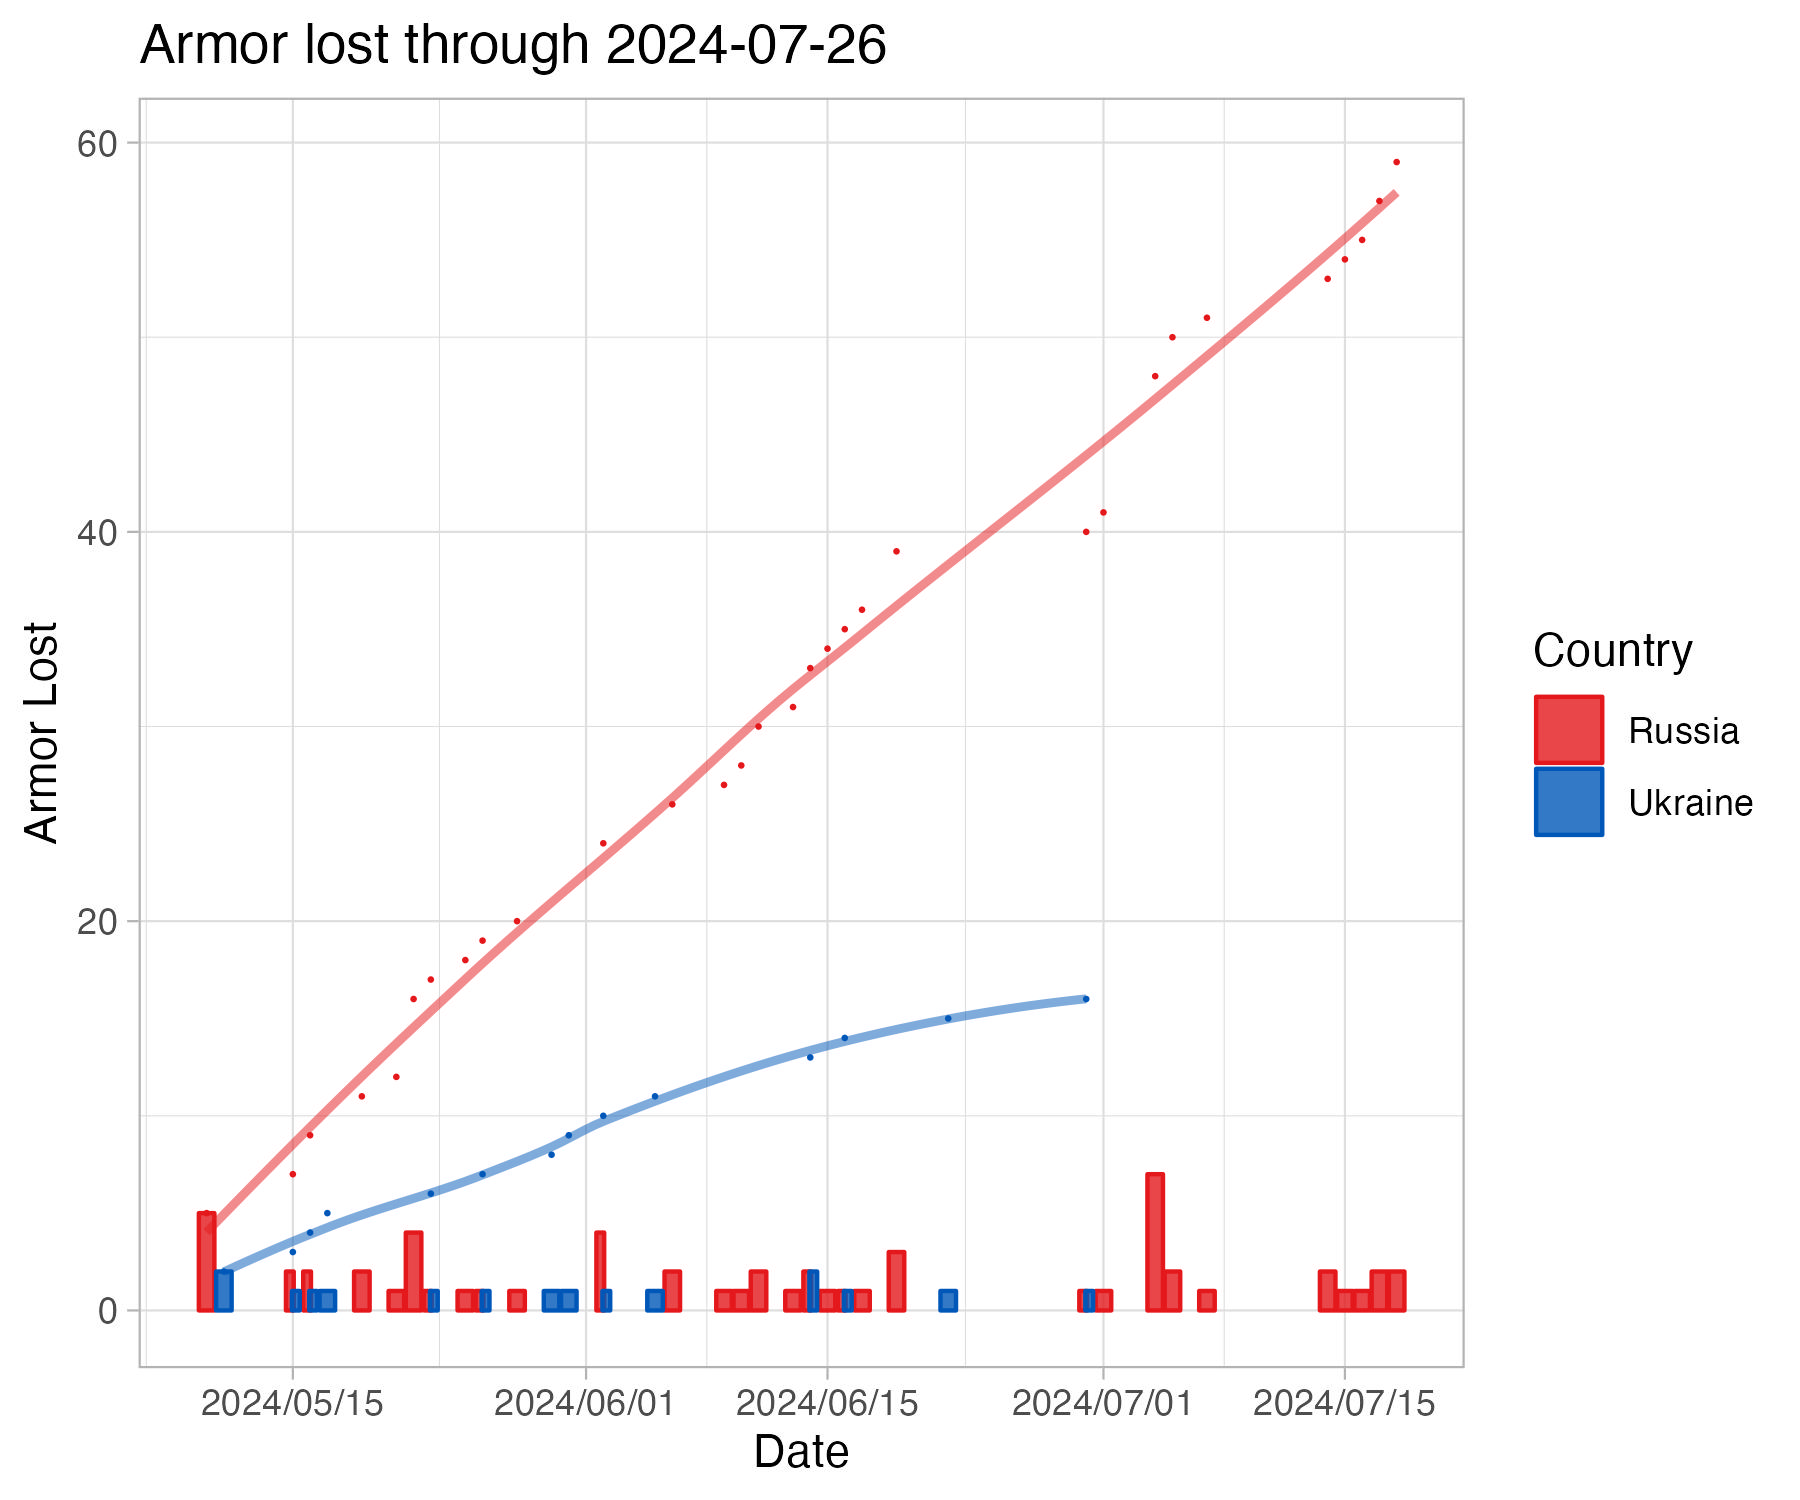 Armor lost through 2024-07-26
60
40
20
0
Armor Lost
2024/05/15
2024/06/01
2024/06/15
2024/07/01
2024/07/15
Date
Country
Russia
Ukraine